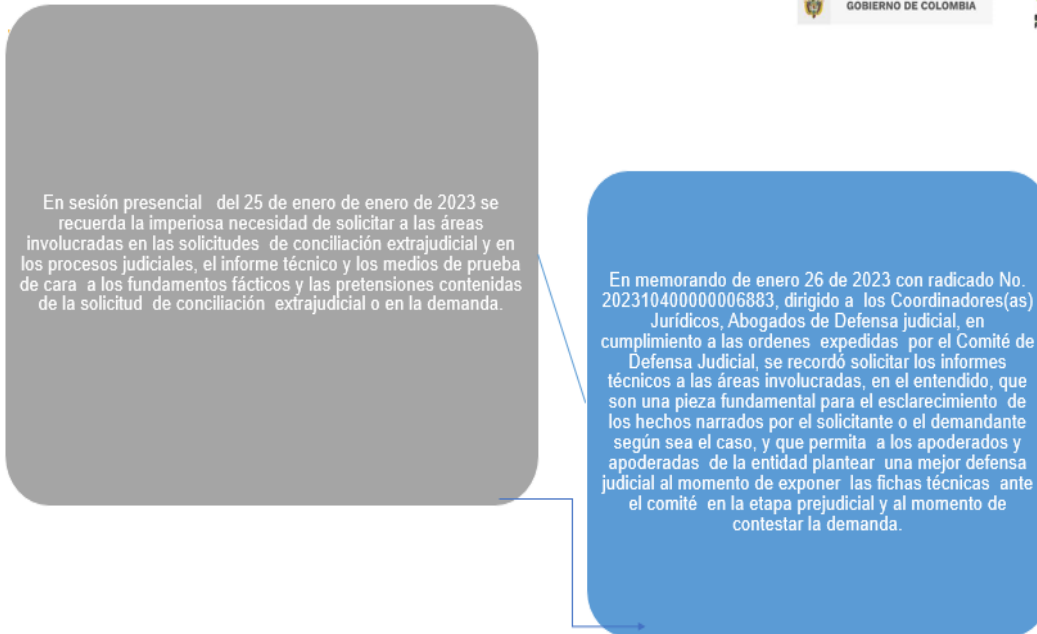 GOBIERNO DE COLOMBIA
En sesión presencial del 25 de enero de enero de 2023 se
recuerda la imperiosa necesidad de solicitar a las áreas
involucradas en las solicitudes de conciliación extrajudicial y en
los procesos judiciales, el informe técnico y los medios de prueba
de cara a los fundamentos fácticos y las pretensiones contenidas
de la solicitud de conciliación extrajudicial o en la demanda.
En memorando de enero 26 de 2023 con radicado No.
202310400000006883, dirigido a los Coordinadores(as)
Jurídicos, Abogados de Defensa judicial, en
cumplimiento a las ordenes expedidas por el Comité de
Defensa Judicial, se recordó solicitar los informes
técnicos a las áreas involucradas, en el entendido, que
son una pieza fundamental para el esclarecimiento de
los hechos narrados por el solicitante o el demandante
según sea el caso, y que permita a los apoderados y
apoderadas de la entidad plantear una mejor defensa
judicial al momento de exponer las fichas técnicas ante
el comité en la etapa prejudicial y al momento de
contestar la demanda.